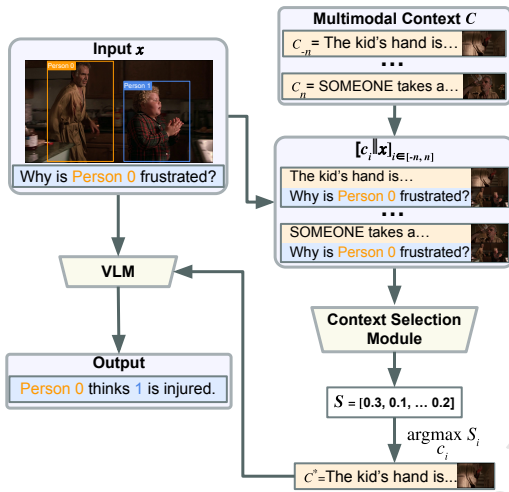 Input x
Person 0
Person 1
Why is Person 0 frustrated?
VLM
Output
Person 0 thinks 1 is injured.
Multimodal Context C
C-n= The kid's hand is…
...
Cn= SOMEONE takes a…
[ci||x]i∈[-n, n]
The kid's hand is…
Why is Person 0 frustrated?
...
SOMEONE takes a…
Why is Person 0 frustrated?
Context Selection
Module
S = [0.3, 0.1, … 0.2]
argmax Si
ci
C*=The kid's hand is...